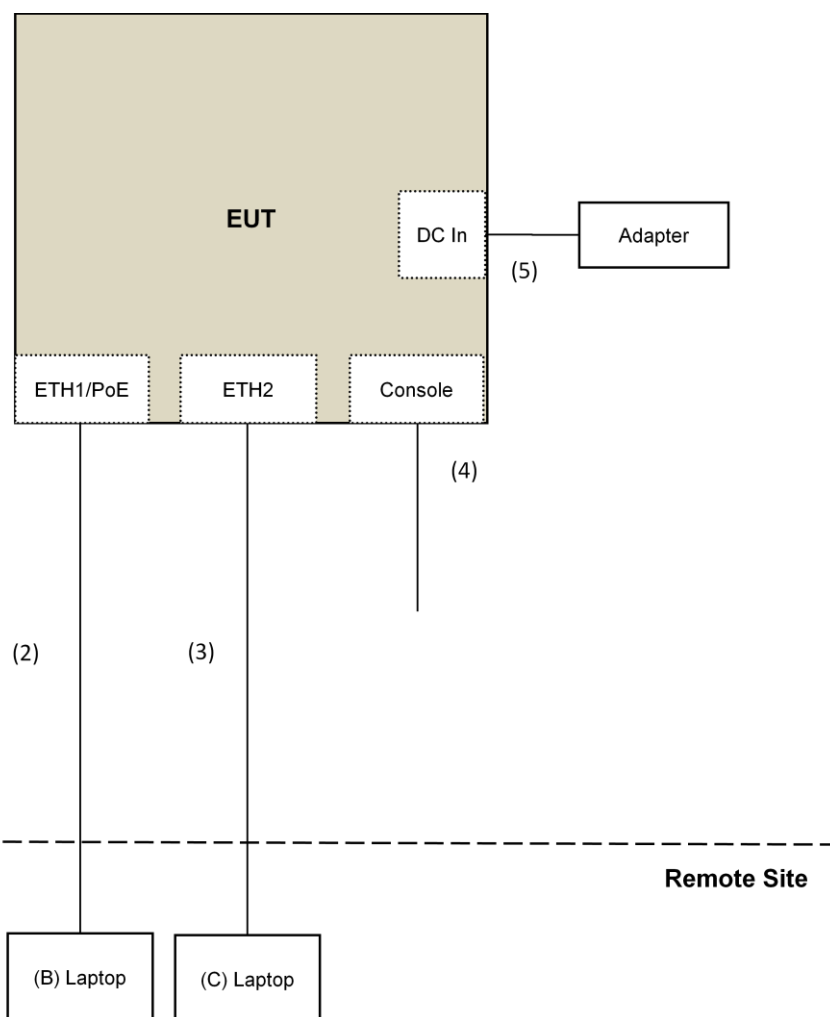 EUT
DC In
Adapter
(5)
ETH1/PoE
ETH2
Console
(4)
(2)
(3)
Remote Site
(B) Laptop
(C) Laptop